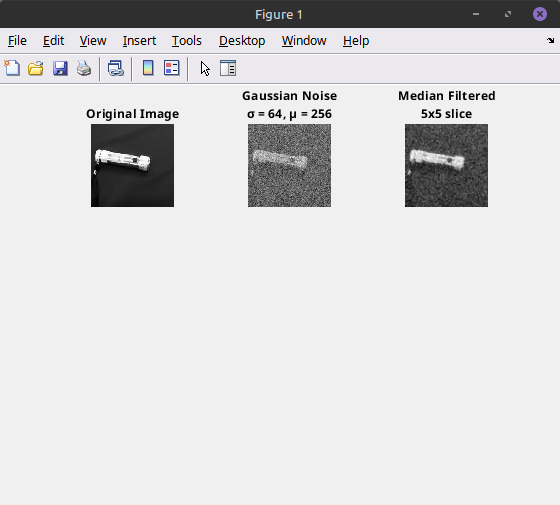 Figure 1
File Edit View Insert Tools Desktop Window Help
Original Image
Gaussian Noise
σ = 64, μ = 256
Median Filtered
5x5 slice